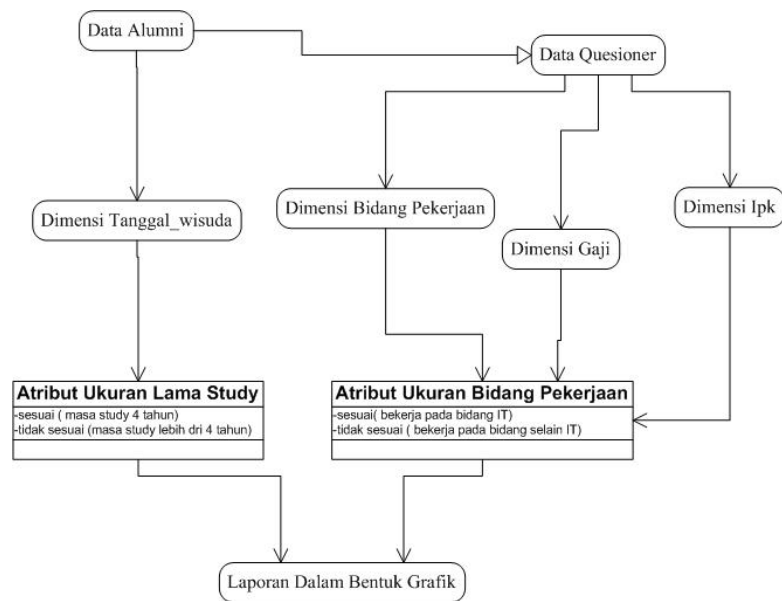 Data Alumni
Data Quesioner
Dimensi Tanggal_wisuda
Dimensi Bidang Pekerjaan
Dimensi Gaji
Dimensi Ipk
Atribut Ukuran Lama Study
-sesuai ( masa study 4 tahun)
-tidak sesuai (masa study lebih dri 4 tahun)
Atribut Ukuran Bidang Pekerjaan
-sesuai( bekerja pada bidang IT)
-tidak sesuai ( bekerja pada bidang selain IT)
Laporan Dalam Bentuk Grafik